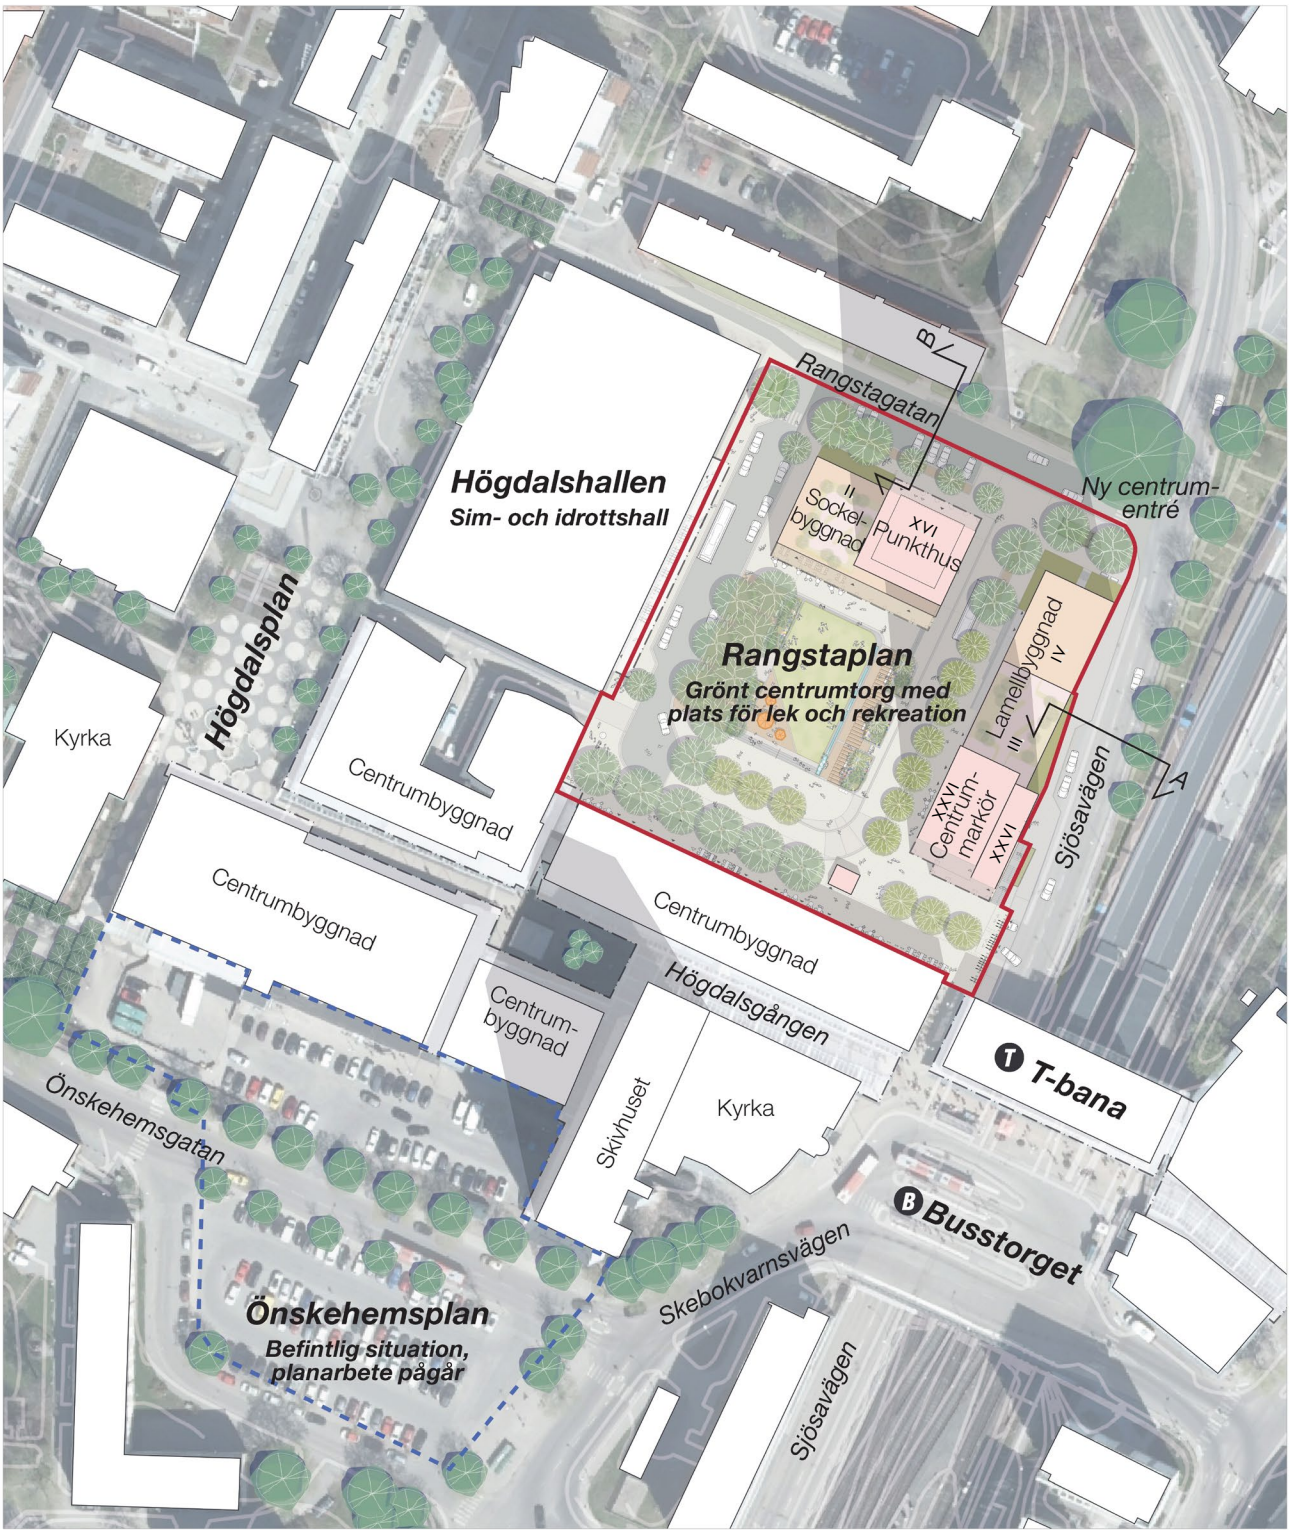 B
Rangstagatan
Högdalshallen
Sim- och idrottshall
II
Sockel-
byggnad
XVI
Punkthus
Ny centrum-
entré
Högdalsplan
Rangstaplan
Grönt centrumtorg med
plats för lek och rekreation
Lamellbyggnad
IV
III
A
Sjösavägen
Kyrka
Centrumbyggnad
XXVI
Centrum-
markör
XXVI
Centrumbyggnad
Centrumbyggnad
Högdalsgången
Centrum-
byggnad
T T-bana
Önskehemsgatan
Skivhuset
Kyrka
B Busstorget
Skebokvarnsvägen
Önskehemsplan
Befintlig situation,
planarbete pågår
Sjösavägen